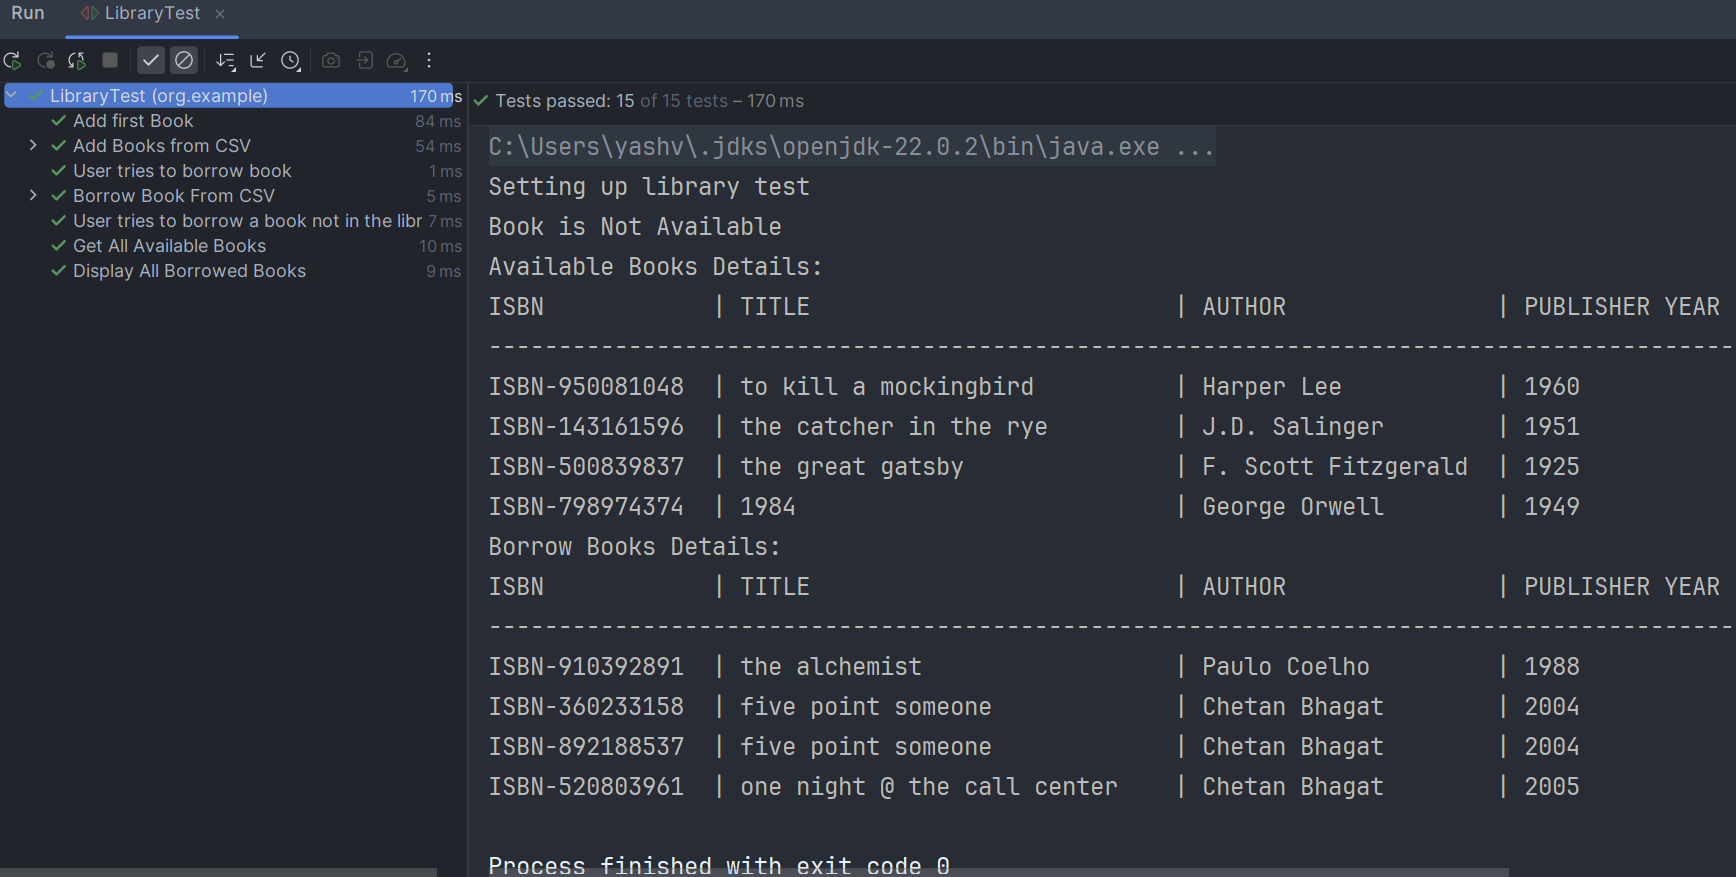 Run LibraryTest ×
LibraryTest (org.example) 170 ms
Add first Book 84 ms
Add Books from CSV 54 ms
User tries to borrow book 1 ms
Borrow Book From CSV 5 ms
User tries to borrow a book not in the libr 7 ms
Get All Available Books 10 ms
Display All Borrowed Books 9 ms
Tests passed: 15 of 15 tests – 170 ms
C:\Users\yashv\.jdks\openjdk-22.0.2\bin\java.exe ...
Setting up library test
Book is Not Available
Available Books Details:
ISBN | TITLE | AUTHOR | PUBLISHER YEAR
-----------------------------------------------------------------------------------------
ISBN-950081048 | to kill a mockingbird | Harper Lee | 1960
ISBN-143161596 | the catcher in the rye | J.D. Salinger | 1951
ISBN-500839837 | the great gatsby | F. Scott Fitzgerald | 1925
ISBN-798974374 | 1984 | George Orwell | 1949
Borrow Books Details:
ISBN | TITLE | AUTHOR | PUBLISHER YEAR
-----------------------------------------------------------------------------------------
ISBN-910392891 | the alchemist | Paulo Coelho | 1988
ISBN-360233158 | five point someone | Chetan Bhagat | 2004
ISBN-892188537 | five point someone | Chetan Bhagat | 2004
ISBN-520803961 | one night @ the call center | Chetan Bhagat | 2005
Process finished with exit code 0